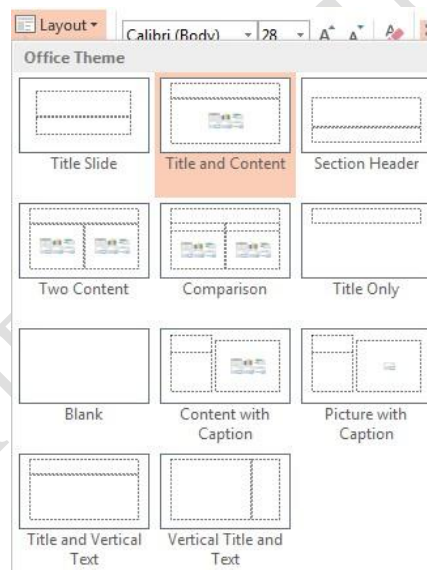 Layout
Calibri (Body) 28 A A A
Office Theme
Title Slide Title and Content Section Header
Two Content Comparison Title Only
Blank Content with Caption Picture with Caption
Title and Vertical Text Vertical Title and Text